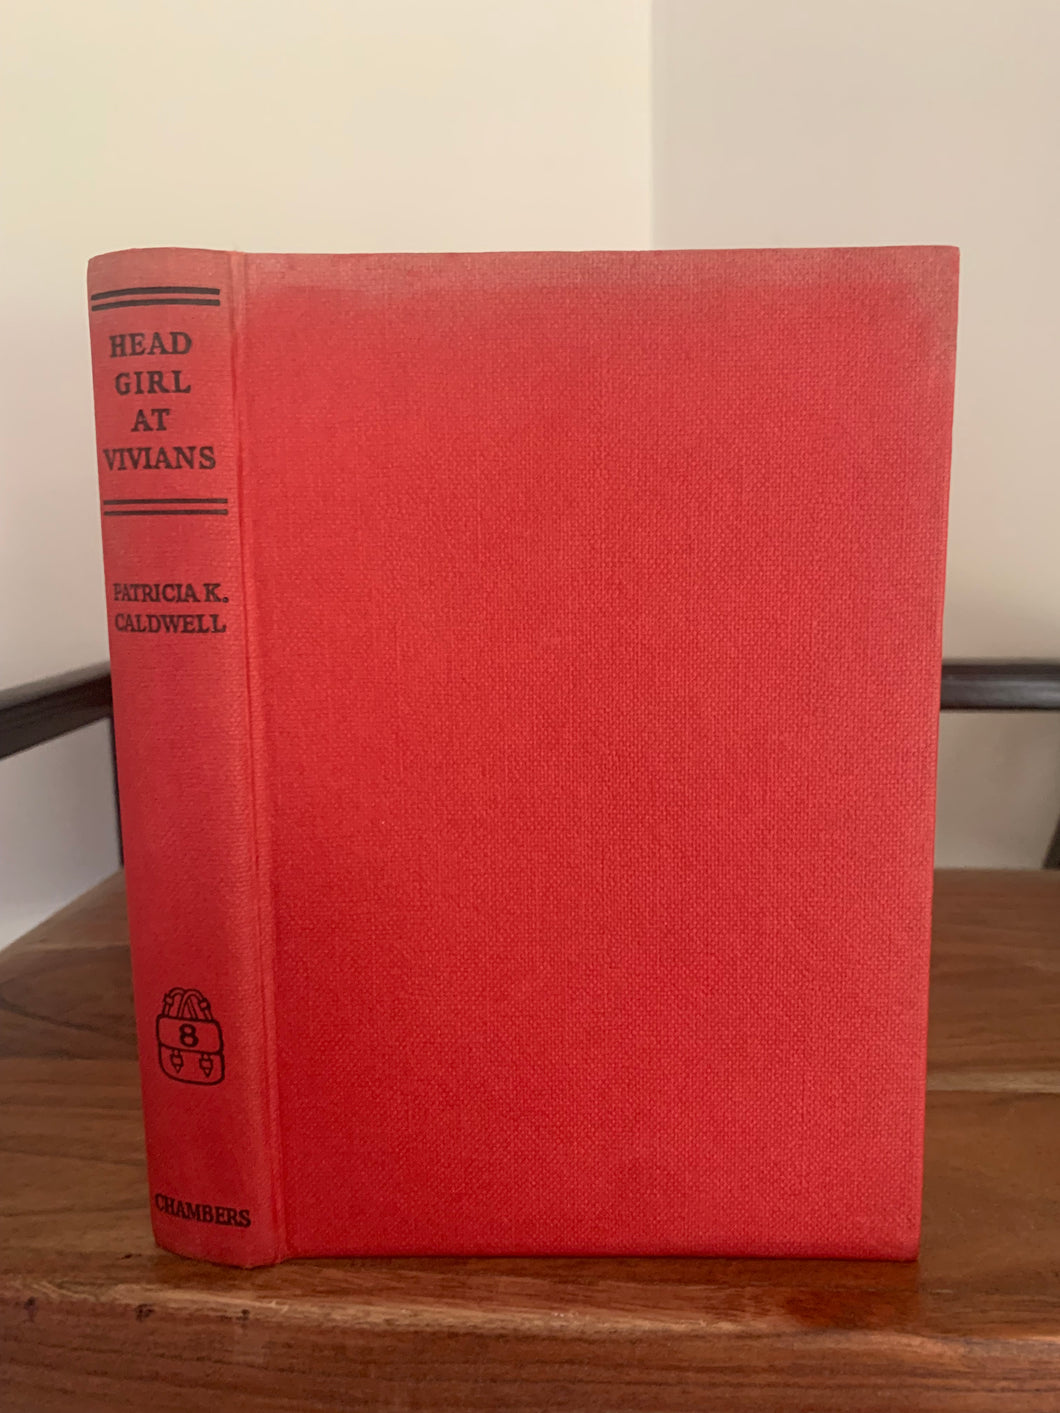 HEAD
GIRL
AT
VIVIANS
PATRICIA K.
CALDWELL
8
CHAMBERS